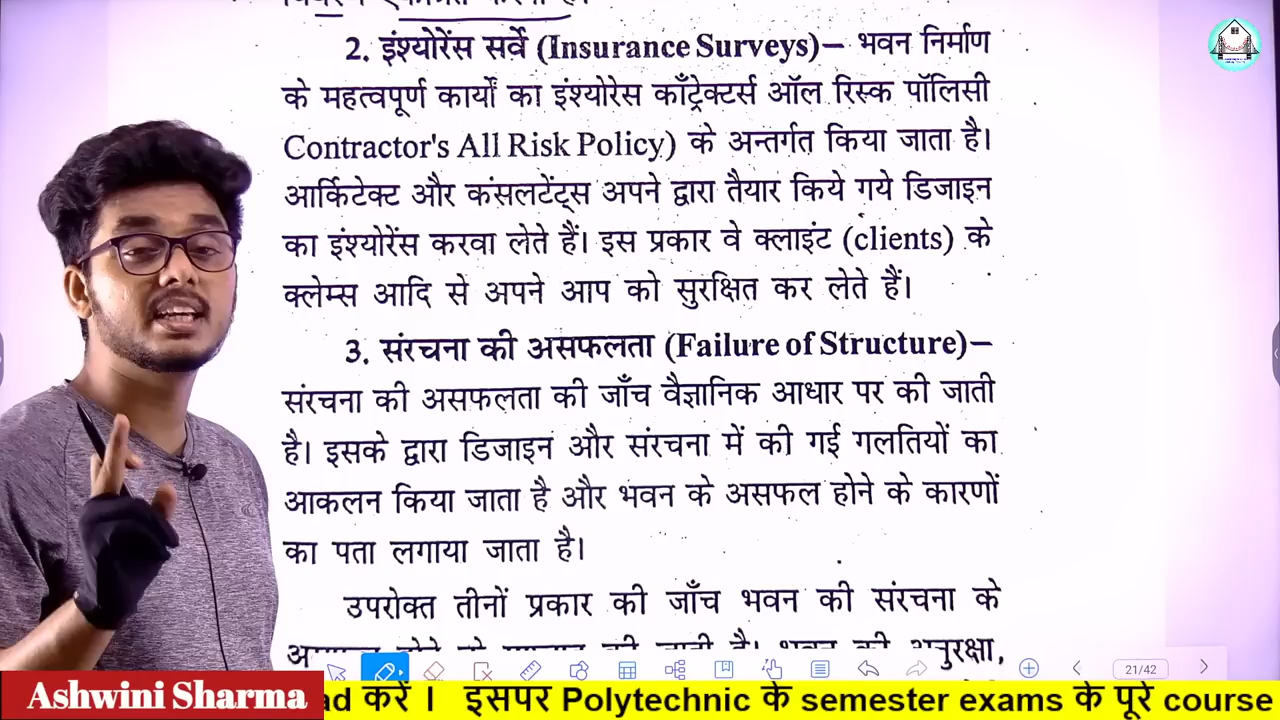 2. इंश्योरेंस सर्वे (Insurance Surveys)– भवन निर्माण
के महत्वपूर्ण कार्यों का इंश्योरेस कॉंट्रेक्टर्स ऑल रिस्क पॉलिसी
Contractor's All Risk Policy) के अन्तर्गत किया जाता है।
आर्किटेक्ट और कंसलटेंट्स अपने द्वारा तैयार किये गये डिजाइन
का इंश्योरेंस करवा लेते हैं। इस प्रकार वे क्लाइंट (clients) के
क्लेम्स आदि से अपने आप को सुरक्षित कर लेते हैं।
3. संरचना की असफलता (Failure of Structure)–
संरचना की असफलता की जाँच वैज्ञानिक आधार पर की जाती
है। इसके द्वारा डिजाइन और संरचना में की गई गलतियों का
आकलन किया जाता है और भवन के असफल होने के कारणों
का पता लगाया जाता है।
उपरोक्त तीनों प्रकार की जाँच भवन की संरचना के
की जाती है। भवन की अनुरक्षा,
21/42
Ashwini Sharma
ad करें । इसपर Polytechnic के semester exams के पूरे course